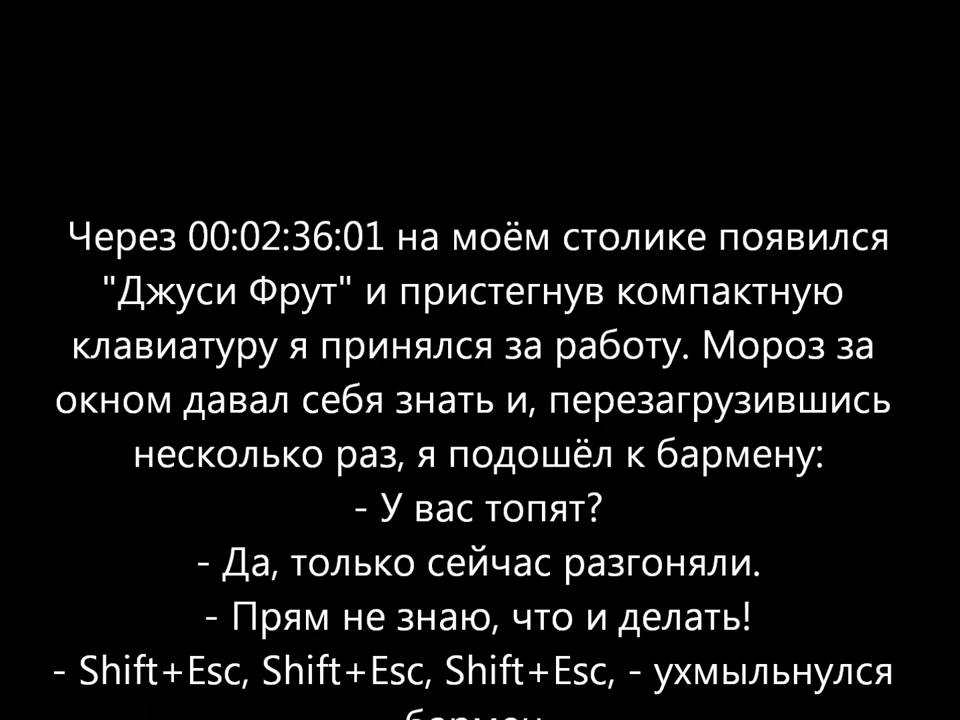 Через 00:02:36:01 на моём столике появился
"Джуси Фрут" и пристегнув компактную
клавиатуру я принялся за работу. Мороз за
окном давал себя знать и, перезагрузившись
несколько раз, я подошёл к бармену:
- У вас топят?
- Да, только сейчас разгоняли.
- Прям не знаю, что и делать!
- Shift+Esc, Shift+Esc, Shift+Esc, - ухмыльнулся